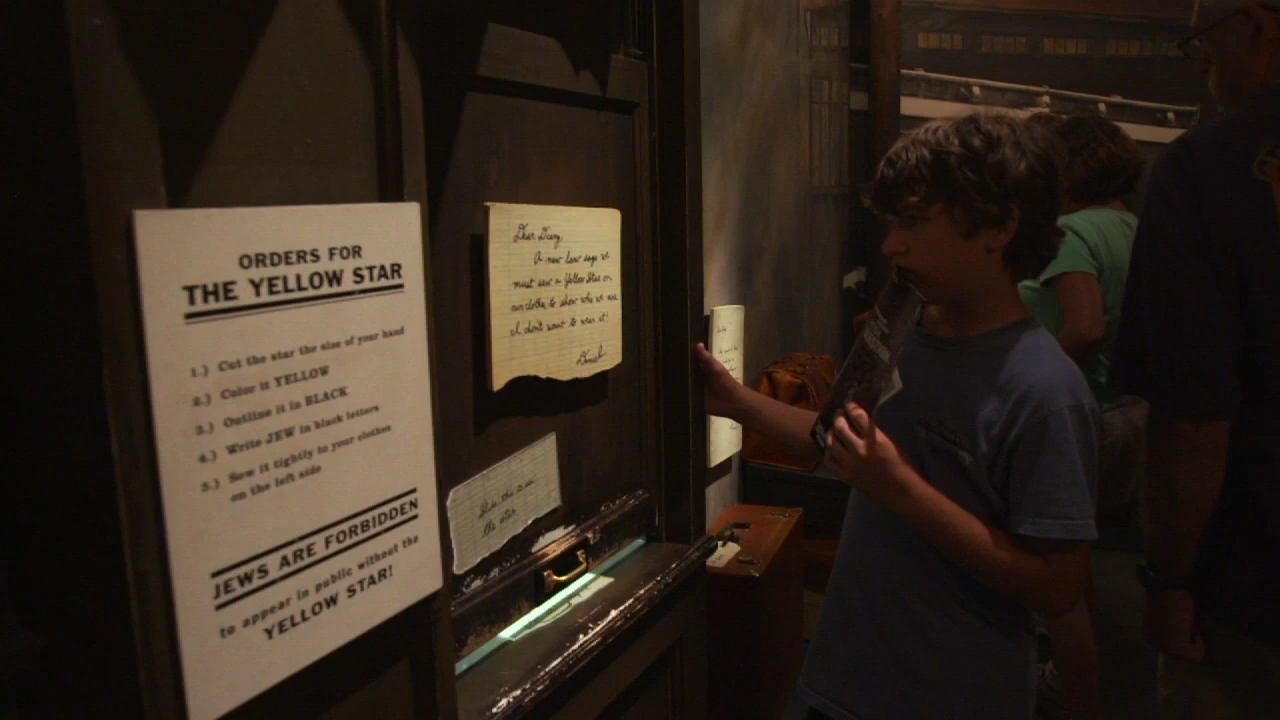 ORDERS FOR
THE YELLOW STAR
1.) Cut the star the size of your hand
2.) Color it YELLOW
3.) Outline it in BLACK
4.) Write JEW in black letters
5.) Sew it tightly to your clothes
on the left side
JEWS ARE FORBIDDEN
to appear in public without the
YELLOW STAR!
Dear Diary,
A new law says we
must sew a Yellow Star on
our clothes to show who we are
I don't want to wear it!
Daniel